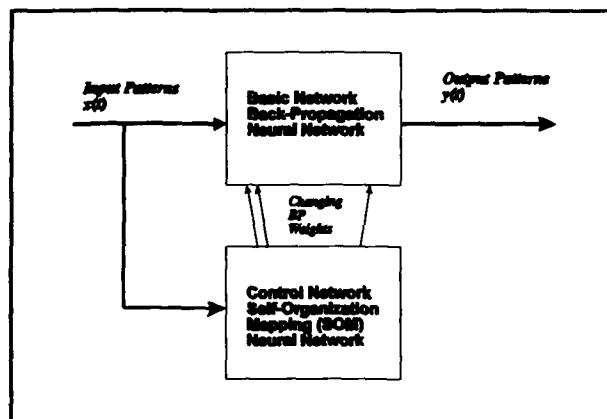 Input Patterns
x(t)
Basic Network
Back-Propagation
Neural Network
Output Patterns
y(t)
Changing
BP
Weights
Control Network
Self-Organization
Mapping (SOM)
Neural Network